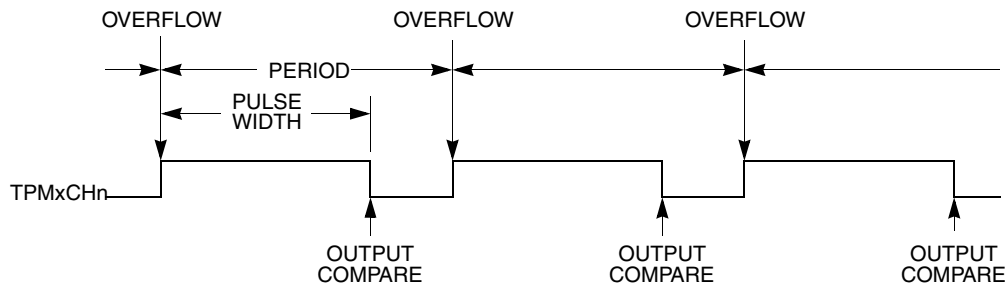 OVERFLOW OVERFLOW OVERFLOW
PERIOD
PULSE
WIDTH
TPMxCHn
OUTPUT
COMPARE
OUTPUT
COMPARE
OUTPUT
COMPARE